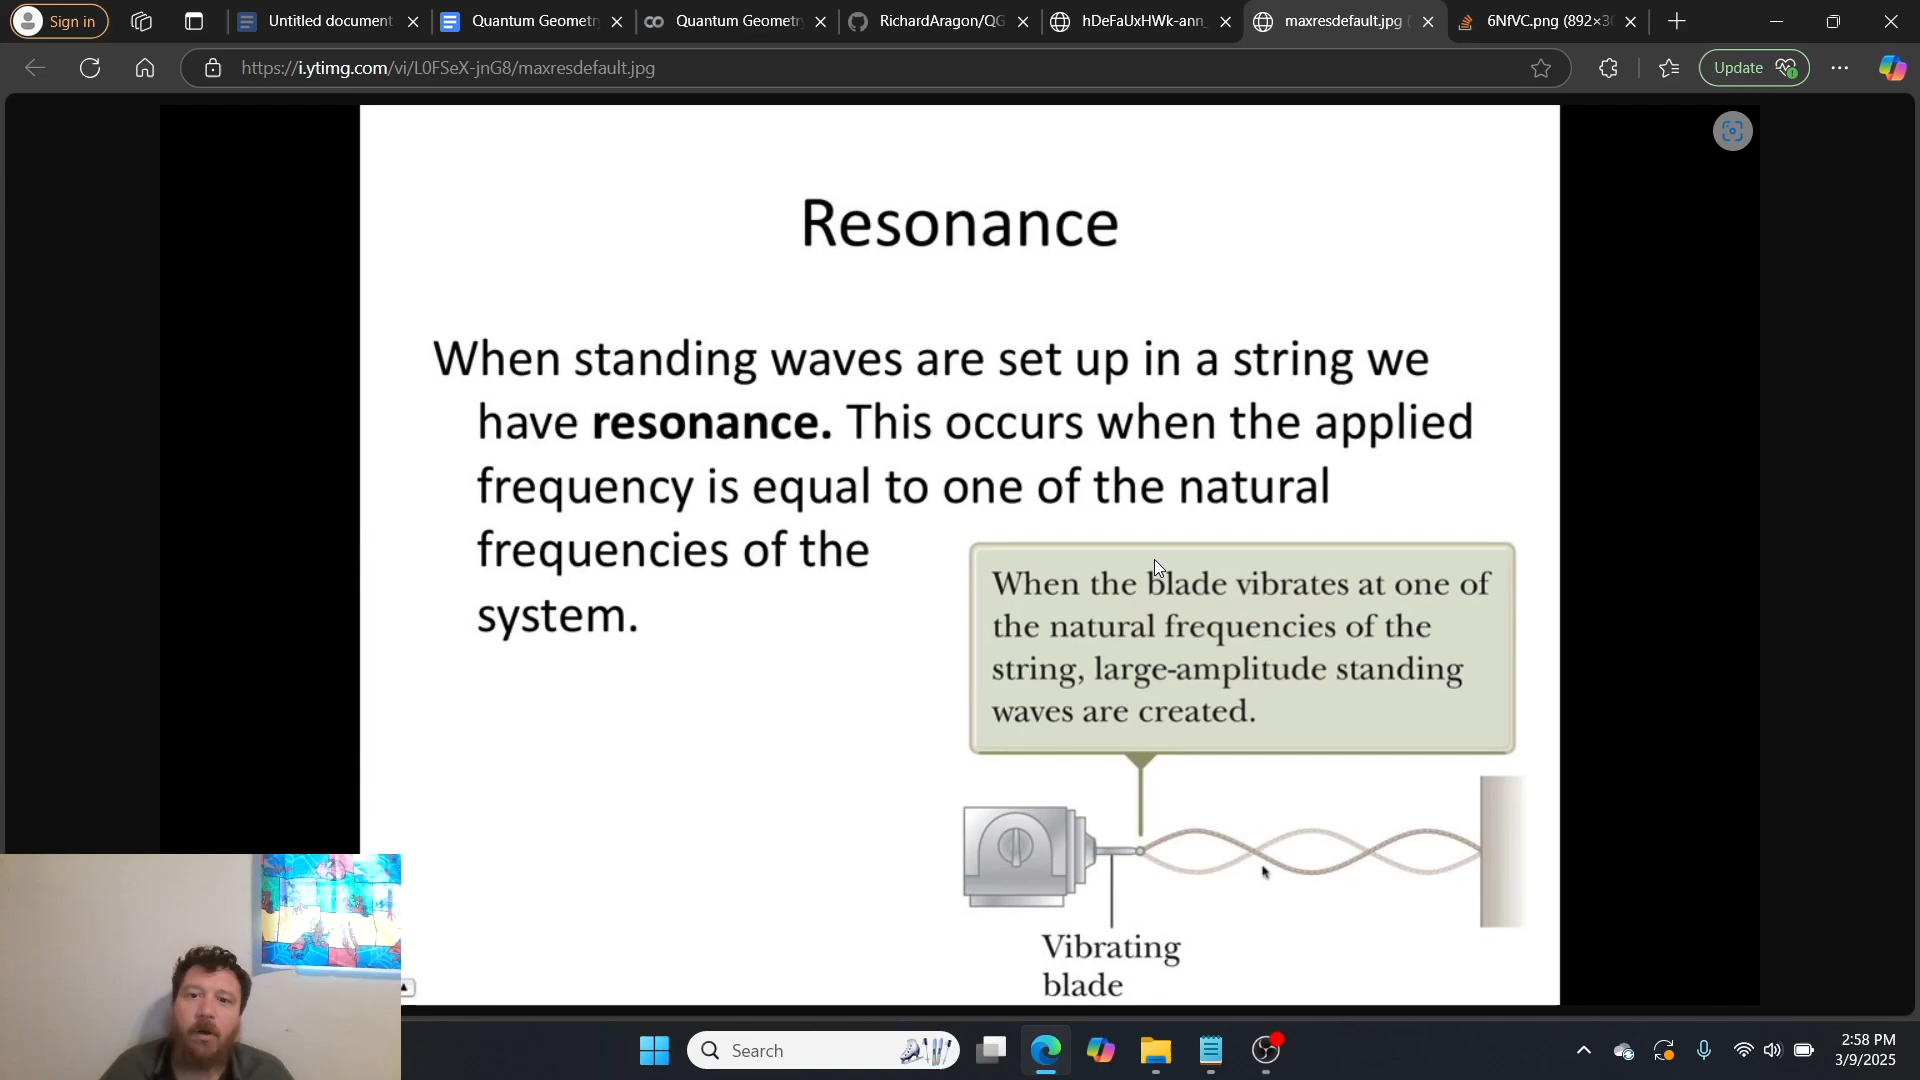 Sign in
Untitled document
Quantum Geometr
Quantum Geometr
RichardAragon/QG
hDeFaUxHWk-ann_
maxresdefault.jpg (
6NfVC.png (892×3
https://i.ytimg.com/vi/L0FSeX-jnG8/maxresdefault.jpg
Update
Resonance
When standing waves are set up in a string we
have resonance. This occurs when the applied
frequency is equal to one of the natural
frequencies of the
system.
When the blade vibrates at one of
the natural frequencies of the
string, large-amplitude standing
waves are created.
Vibrating
blade
Search
2:58 PM
3/9/2025